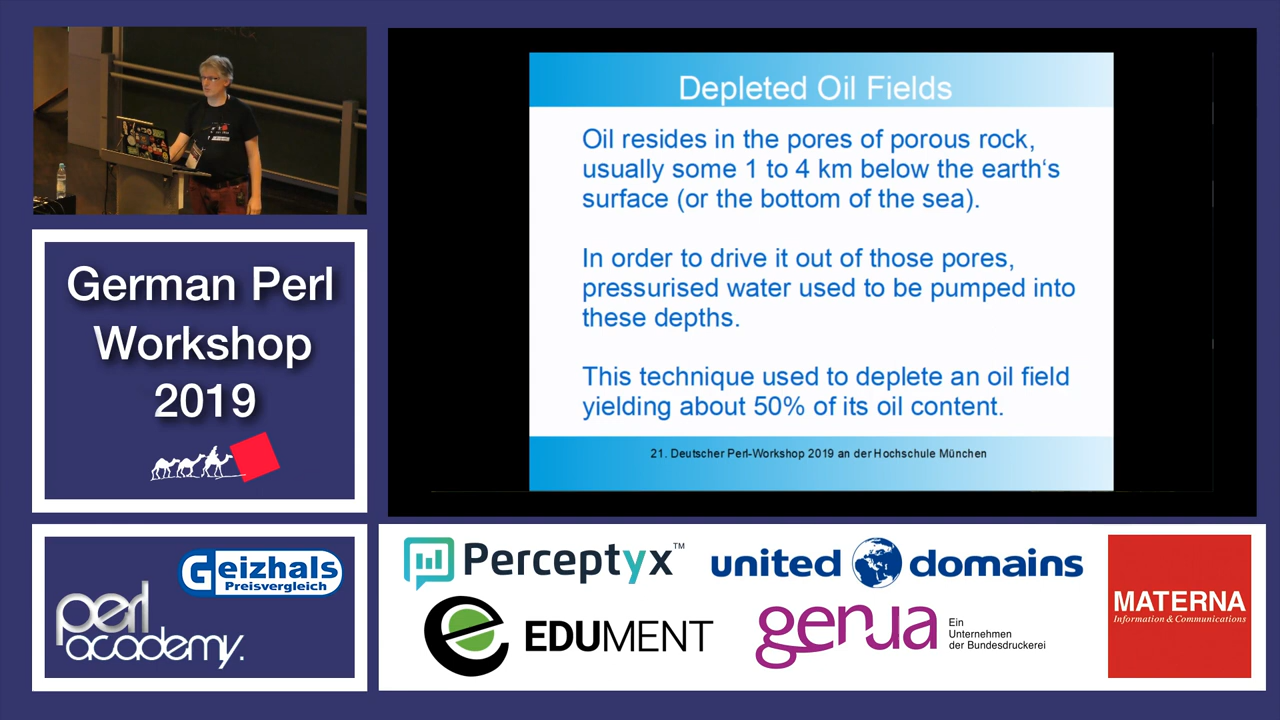 Depleted Oil Fields
Oil resides in the pores of porous rock,
usually some 1 to 4 km below the earth‘s
surface (or the bottom of the sea).
In order to drive it out of those pores,
pressurised water used to be pumped into
these depths.
This technique used to deplete an oil field
yielding about 50% of its oil content.
21. Deutscher Perl-Workshop 2019 an der Hochschule München
German Perl
Workshop
2019
Geizhals
Preisvergleich
perl
academy.
Perceptyx™
united domains
EDUMENT
genua
Ein
Unternehmen
der Bundesdruckerei
MATERNA
Information & Communications